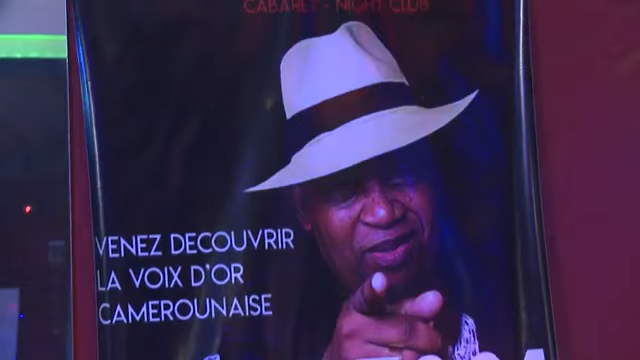 CABARET - NIGHT CLUB
VENEZ DECOUVRIR
LA VOIX D'OR
CAMEROUNAISE